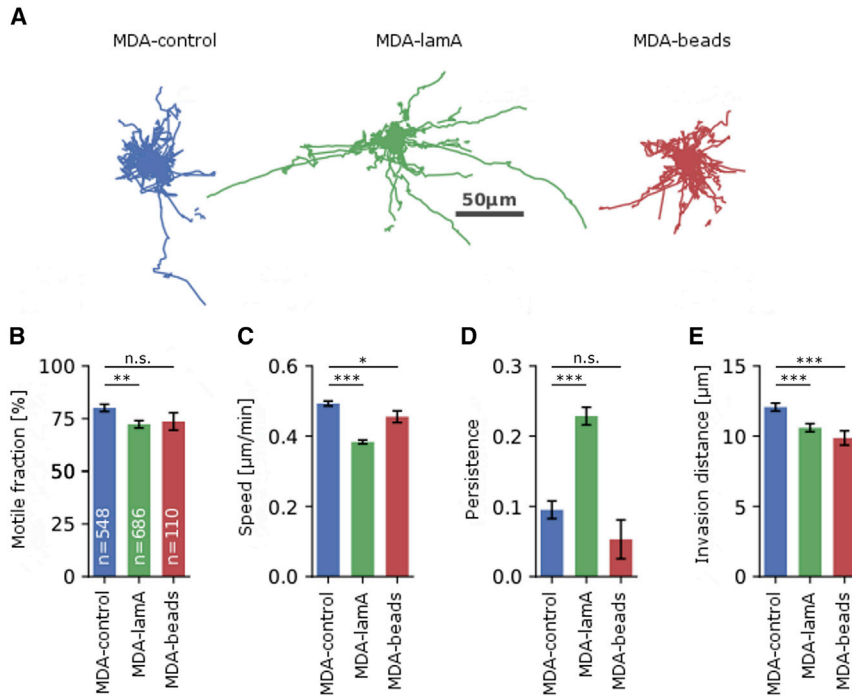 A
MDA-control
MDA-lamA
MDA-beads
50μm
B
C
D
E
Motile fraction [%]
100
75
50
25
0
n.s.
**
n=548
n=686
n=110
MDA-control
MDA-lamA
MDA-beads
Speed [μm/min]
0.6
0.4
0.2
0.0
*
***
MDA-control
MDA-lamA
MDA-beads
Persistence
0.3
0.2
0.1
0.0
n.s.
***
MDA-control
MDA-lamA
MDA-beads
Invasion distance [μm]
15
10
5
0
***
***
MDA-control
MDA-lamA
MDA-beads